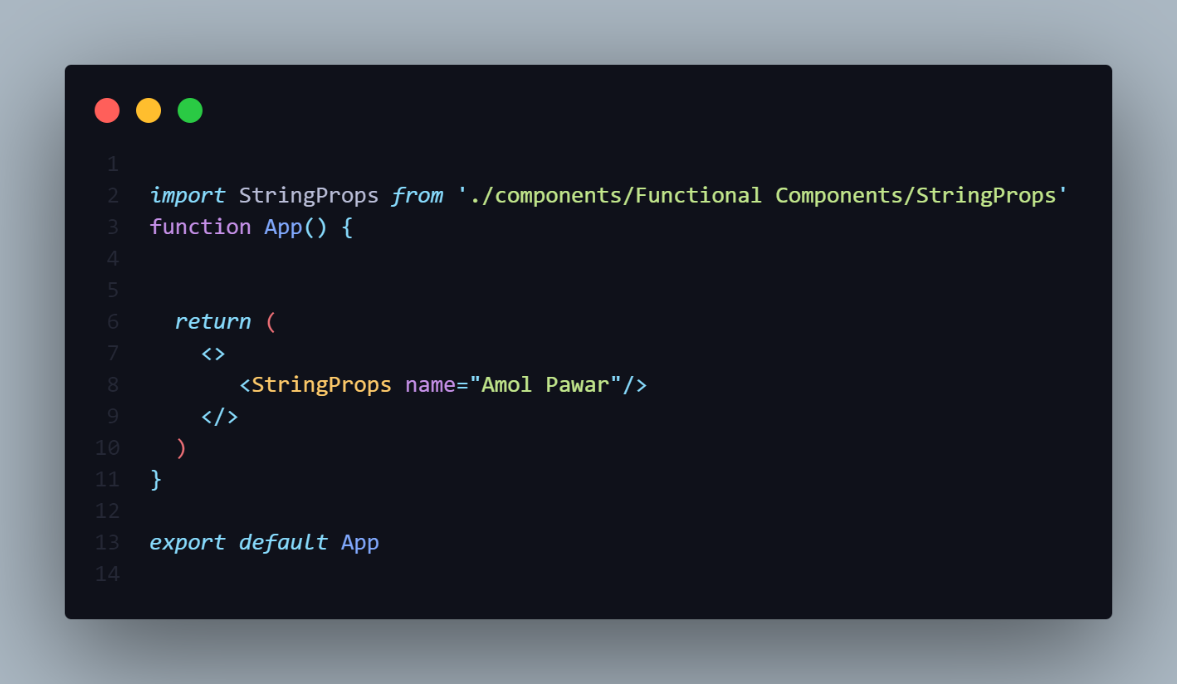 1
2 import StringProps from './components/Functional Components/StringProps'
3 function App() {
4
5
6   return (
7     <>
8        <StringProps name="Amol Pawar"/>
9     </>
10   )
11 }
12
13 export default App
14